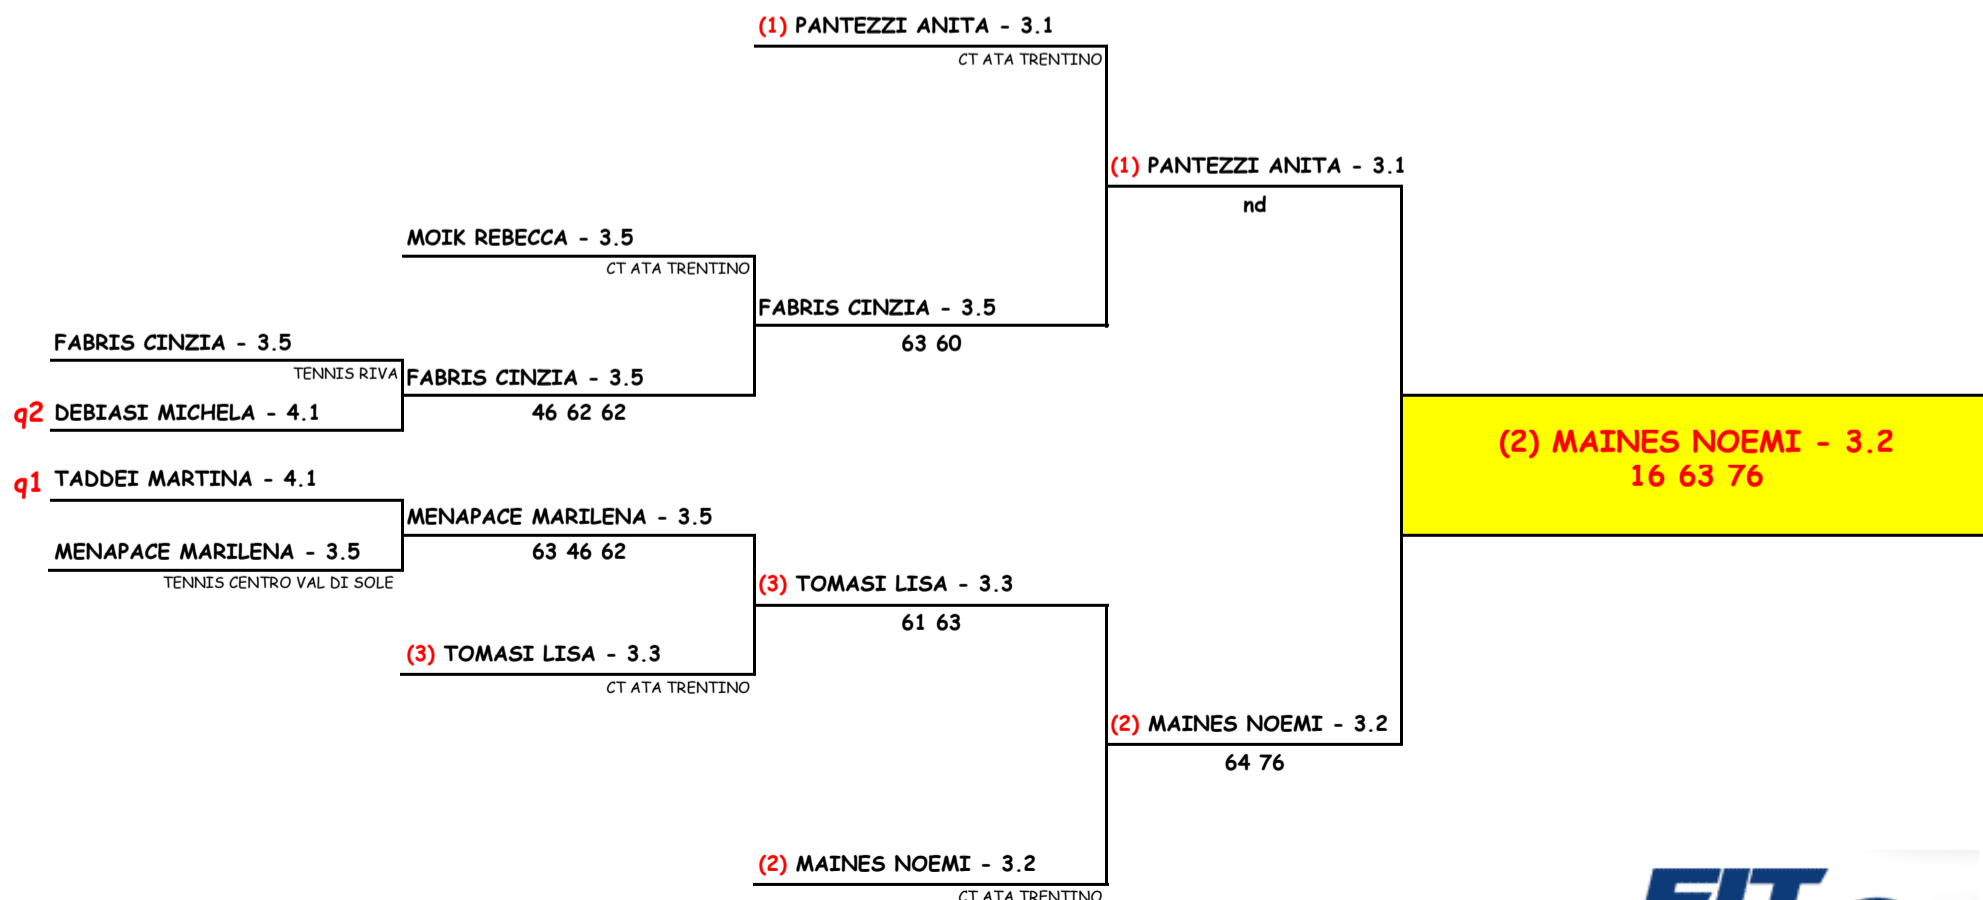 (1) PANTEZZI ANITA - 3.1
CT ATA TRENTINO
(1) PANTEZZI ANITA - 3.1
nd
MOIK REBECCA - 3.5
CT ATA TRENTINO
FABRIS CINZIA - 3.5
63 60
FABRIS CINZIA - 3.5
TENNIS RIVA
FABRIS CINZIA - 3.5
46 62 62
q2 DEBIASI MICHELA - 4.1
(2) MAINES NOEMI - 3.2
16 63 76
q1 TADDEI MARTINA - 4.1
MENAPACE MARILENA - 3.5
63 46 62
MENAPACE MARILENA - 3.5
TENNIS CENTRO VAL DI SOLE
(3) TOMASI LISA - 3.3
61 63
(3) TOMASI LISA - 3.3
CT ATA TRENTINO
(2) MAINES NOEMI - 3.2
64 76
(2) MAINES NOEMI - 3.2
CT ATA TRENTINO
FIT